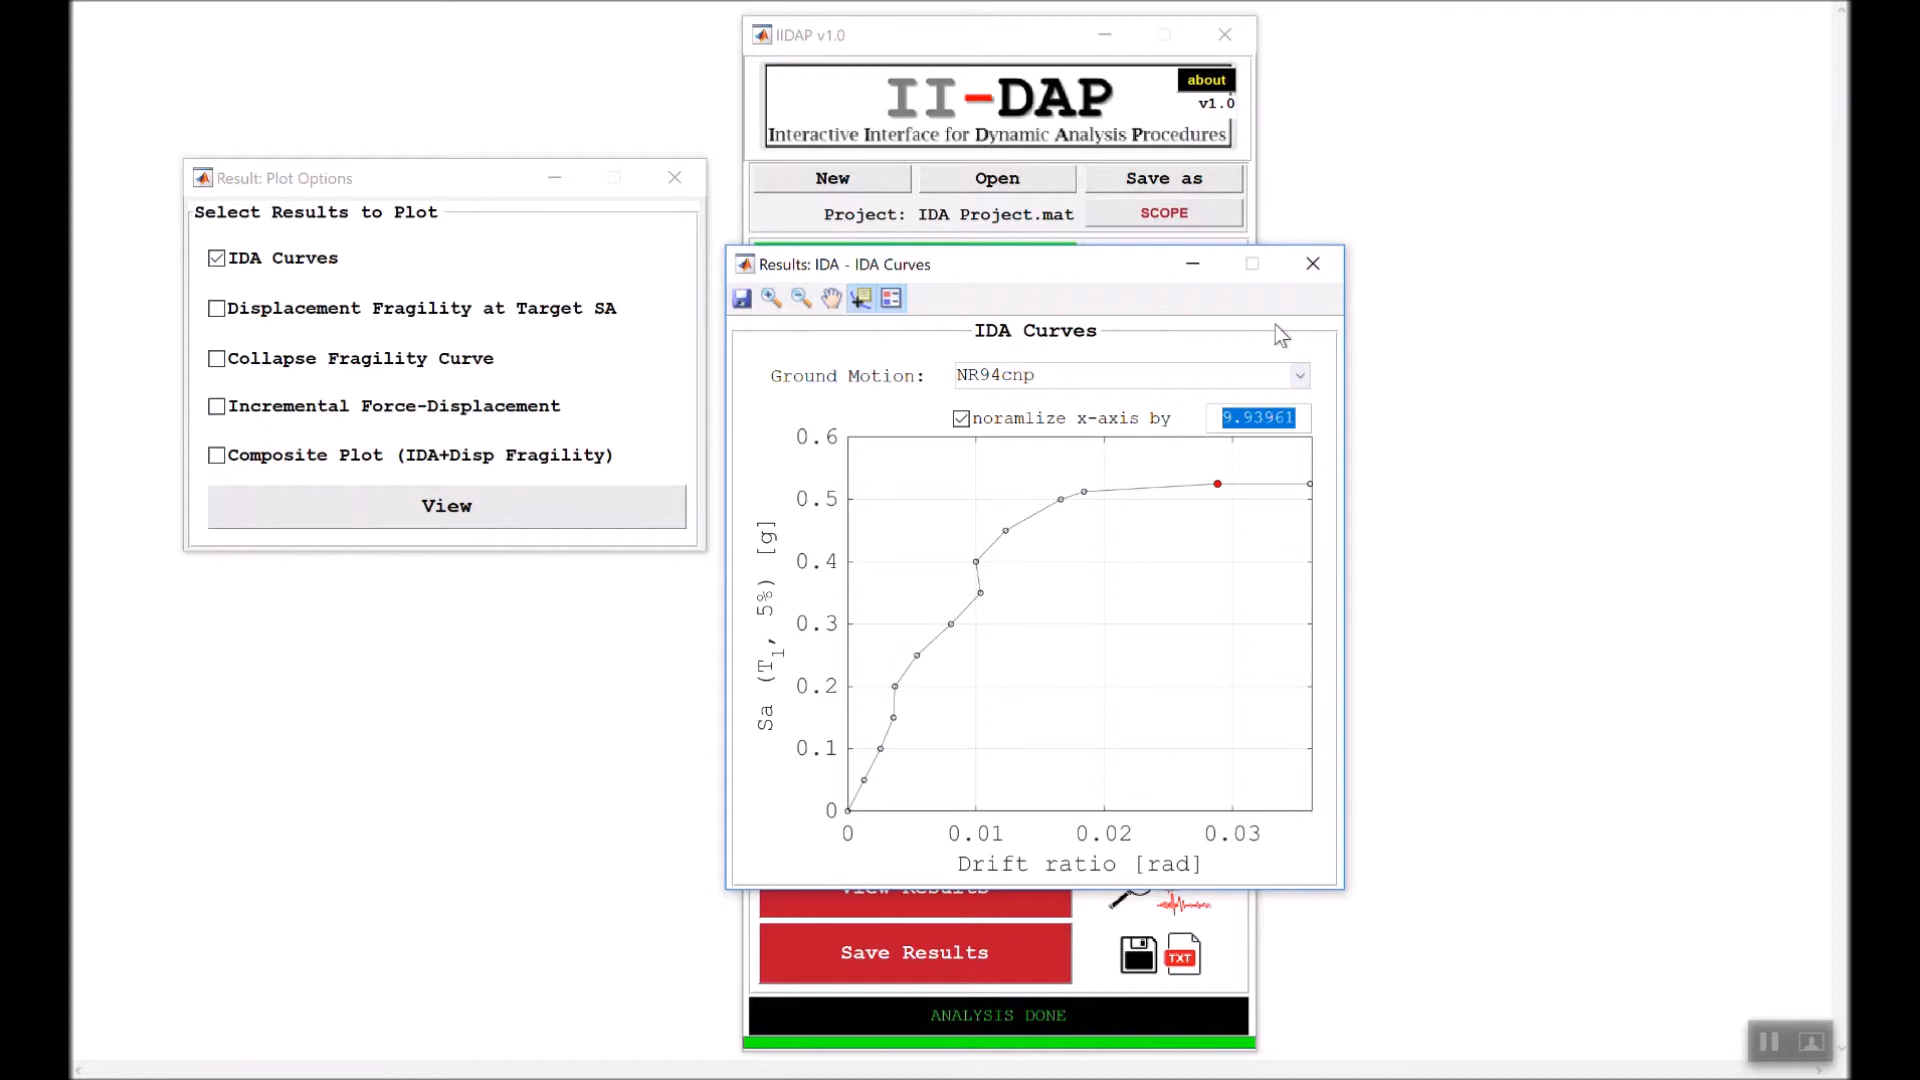 IIDAP v1.0
II-DAP
about
v1.0
Interactive Interface for Dynamic Analysis Procedures
New
Open
Save as
Project: IDA Project.mat
SCOPE
Result: Plot Options
Select Results to Plot
IDA Curves
Displacement Fragility at Target SA
Collapse Fragility Curve
Incremental Force-Displacement
Composite Plot (IDA+Disp Fragility)
View
Results: IDA - IDA Curves
IDA Curves
Ground Motion: NR94cnp
noramlize x-axis by 9.93961
0.6
0.5
0.4
0.3
0.2
0.1
0
Sa (T1, 5%) [g]
0 0.01 0.02 0.03
Drift ratio [rad]
View Results
Save Results
TXT
ANALYSIS DONE